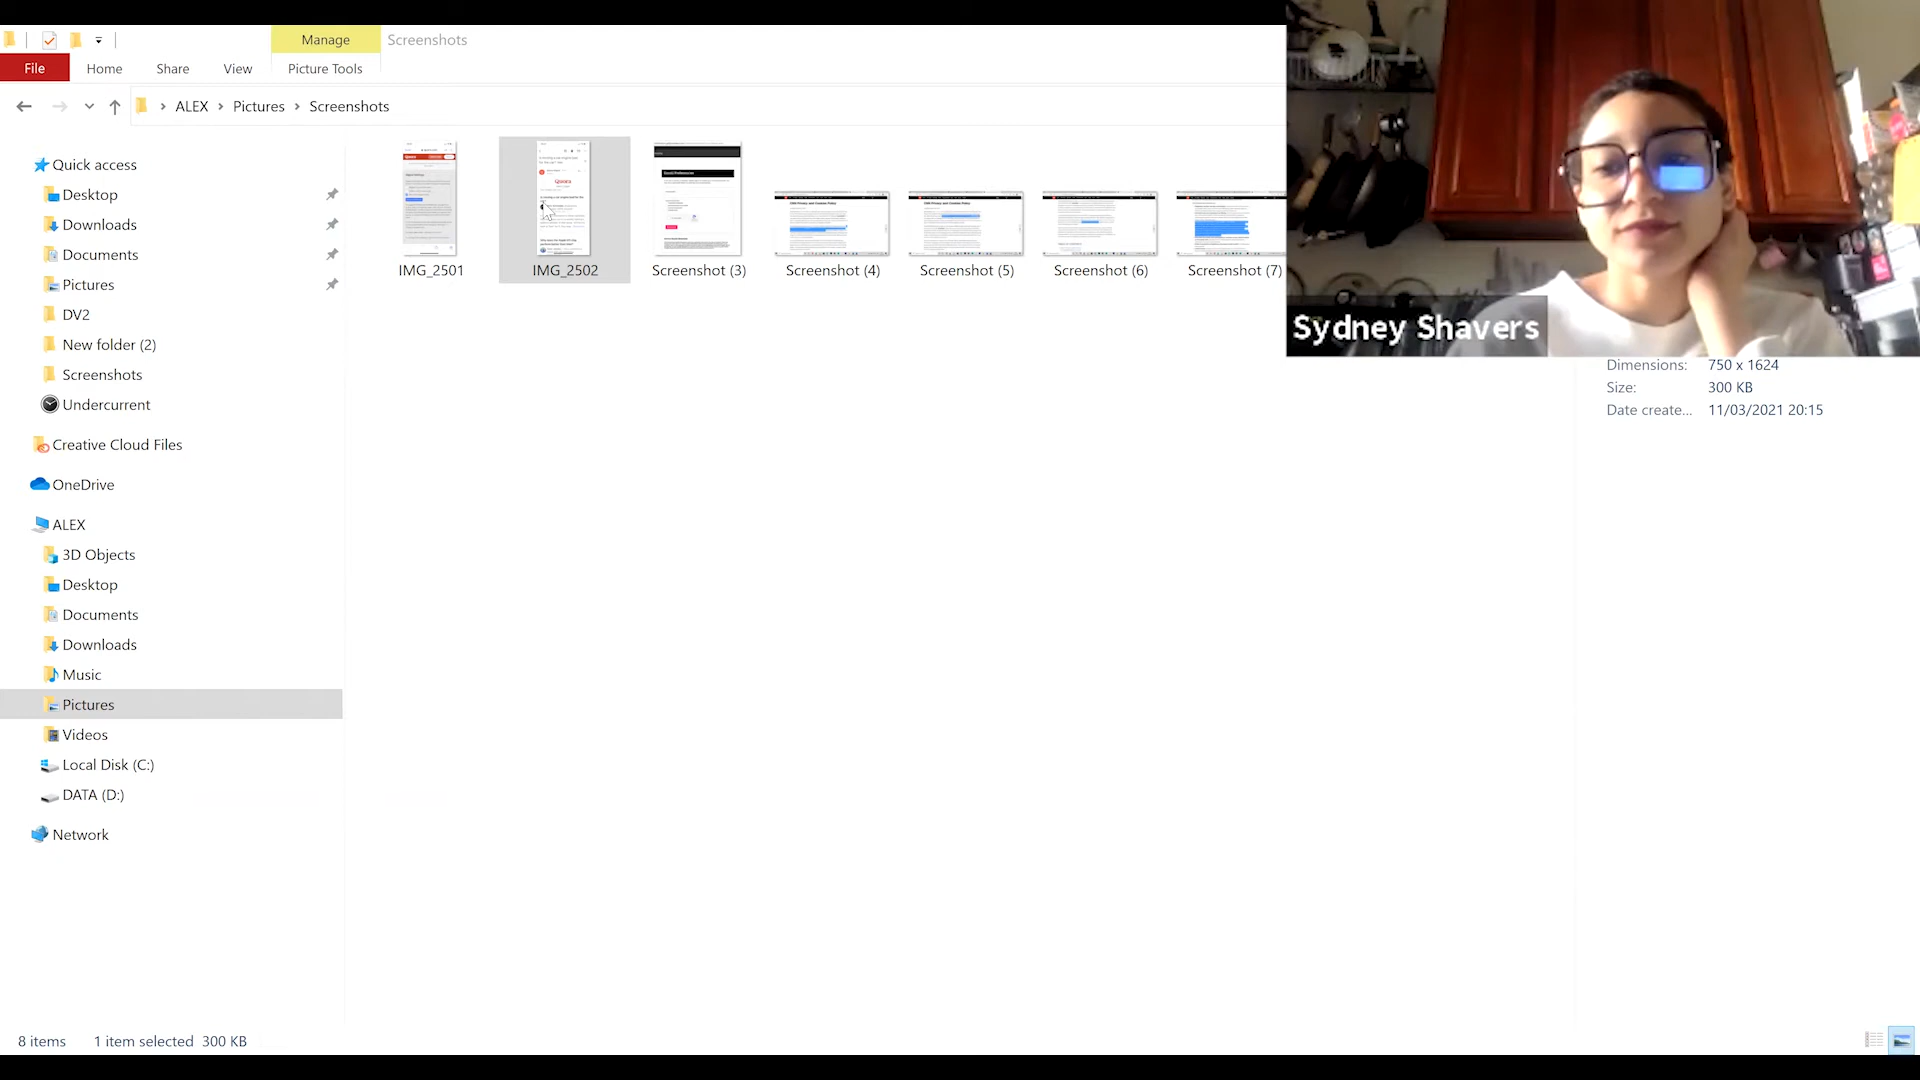 Manage
Screenshots
File
Home
Share
View
Picture Tools
ALEX
Pictures
Screenshots
Quick access
Desktop
Downloads
Documents
Pictures
DV2
New folder (2)
Screenshots
Undercurrent
Creative Cloud Files
OneDrive
ALEX
3D Objects
Desktop
Documents
Downloads
Music
Pictures
Videos
Local Disk (C:)
DATA (D:)
Network
IMG_2501
IMG_2502
Screenshot (3)
Screenshot (4)
Screenshot (5)
Screenshot (6)
Screenshot (7)
Sydney Shavers
Dimensions: 750 x 1624
Size: 300 KB
Date create... 11/03/2021 20:15
8 items 1 item selected 300 KB